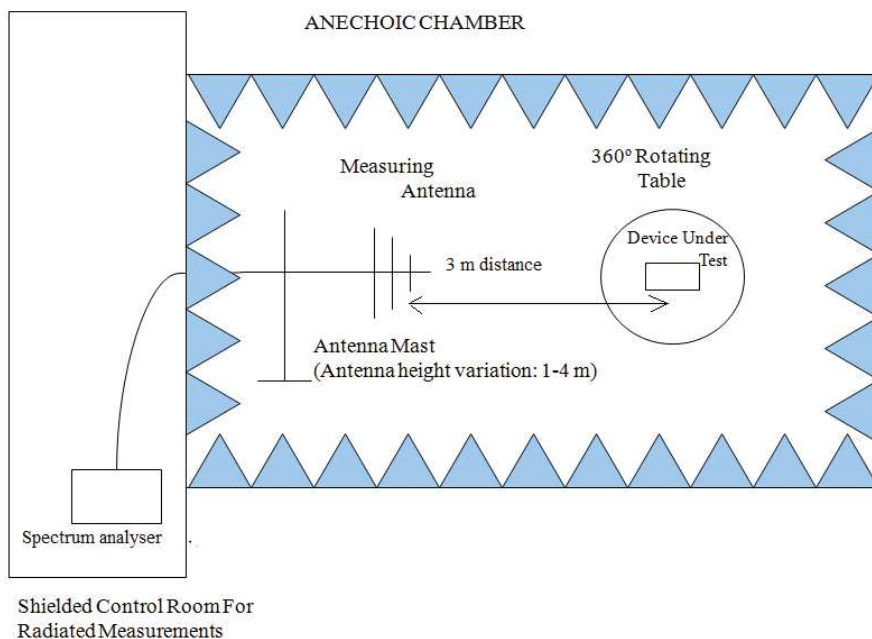 ANECHOIC CHAMBER
Measuring
Antenna
360° Rotating
Table
Device Under
Test
3 m distance
Antenna Mast
(Antenna height variation: 1-4 m)
Spectrum analyser
Shielded Control Room For
Radiated Measurements